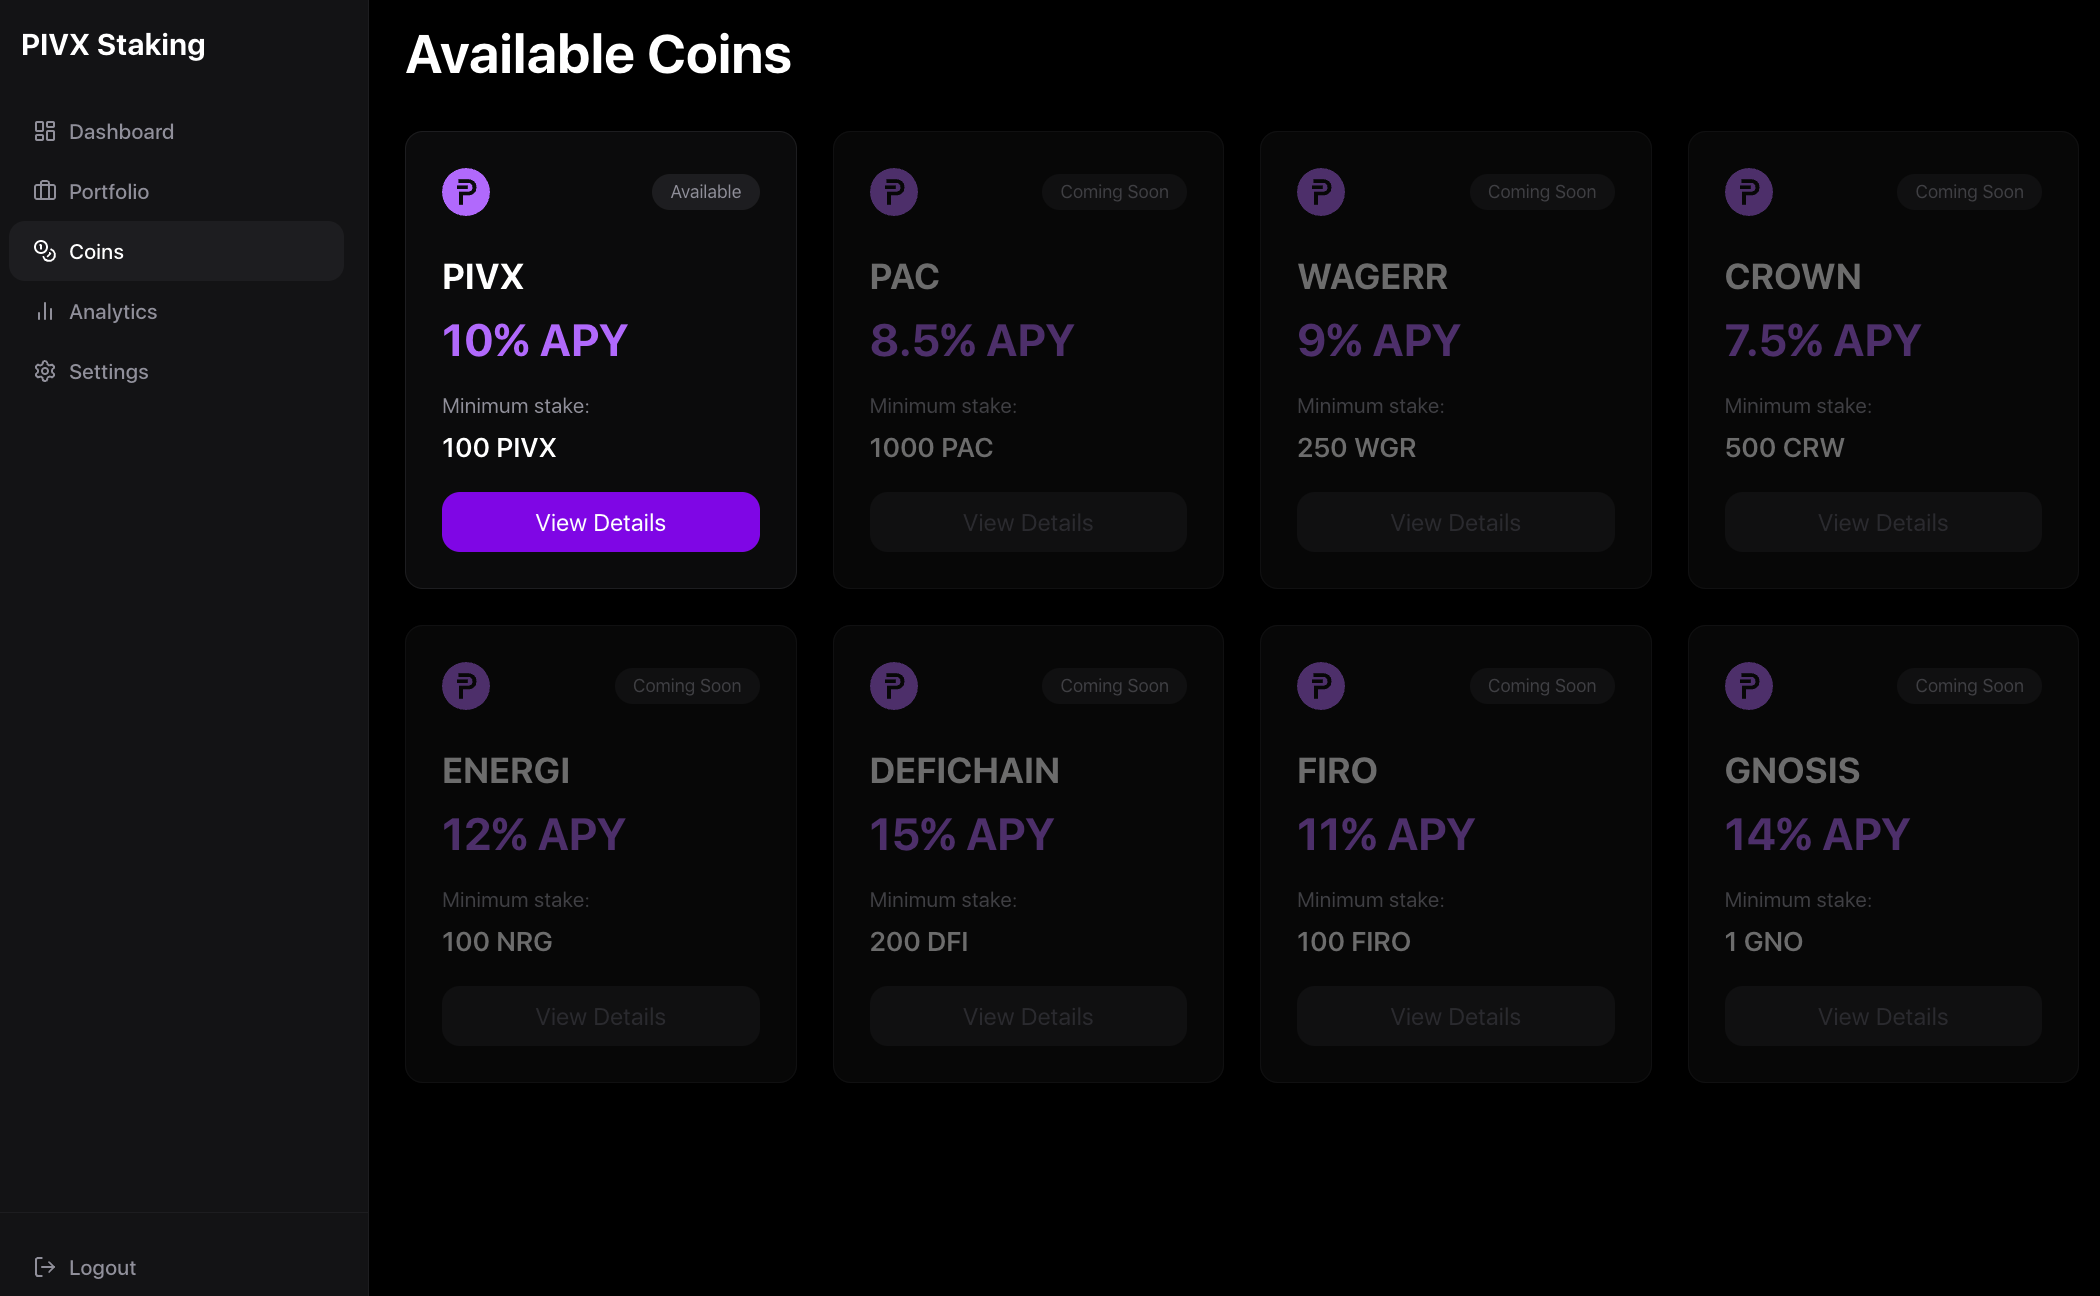 PIVX Staking
Dashboard
Portfolio
Coins
Analytics
Settings
Logout
Available Coins
Available
PIVX
10% APY
Minimum stake:
100 PIVX
View Details
Coming Soon
PAC
8.5% APY
Minimum stake:
1000 PAC
View Details
Coming Soon
WAGERR
9% APY
Minimum stake:
250 WGR
View Details
Coming Soon
CROWN
7.5% APY
Minimum stake:
500 CRW
View Details
Coming Soon
ENERGI
12% APY
Minimum stake:
100 NRG
View Details
Coming Soon
DEFICHAIN
15% APY
Minimum stake:
200 DFI
View Details
Coming Soon
FIRO
11% APY
Minimum stake:
100 FIRO
View Details
Coming Soon
GNOSIS
14% APY
Minimum stake:
1 GNO
View Details